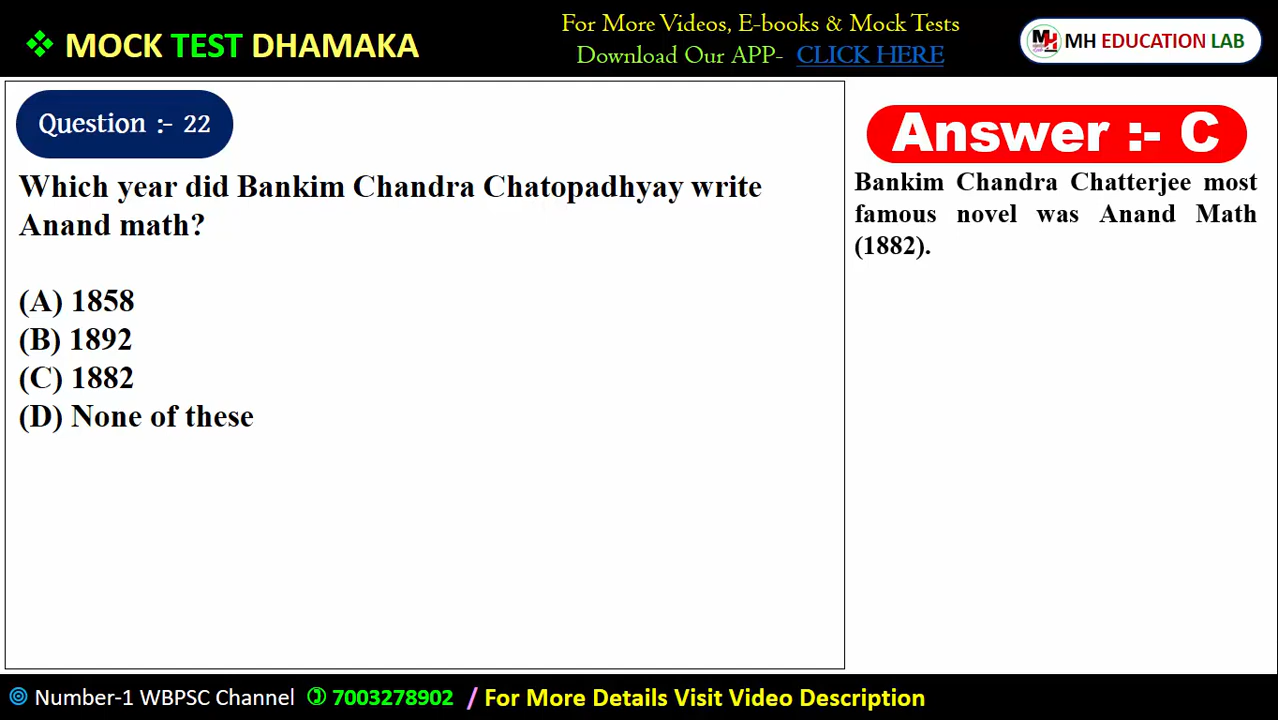 ❖ MOCK TEST DHAMAKA
For More Videos, E-books & Mock Tests
Download Our APP- CLICK HERE
MH EDUCATION LAB
Question :- 22
Which year did Bankim Chandra Chatopadhyay write
Anand math?
(A) 1858
(B) 1892
(C) 1882
(D) None of these
Answer :- C
Bankim Chandra Chatterjee most
famous novel was Anand Math
(1882).
Number-1 WBPSC Channel 7003278902 / For More Details Visit Video Description